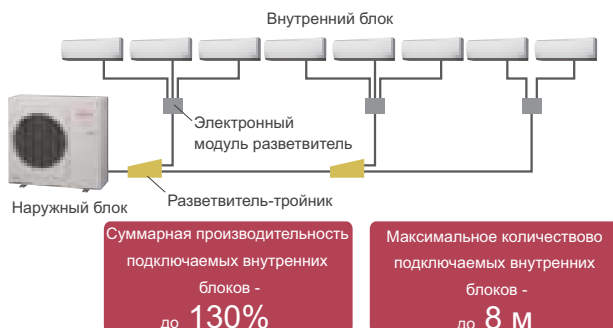 Внутренний блок
Электронный
модуль разветвитель
Разветвитель-тройник
Наружный блок
Суммарная производительность
подключаемых внутренних
блоков -
до 130%
Максимальное количествово
подключаемых внутренних
блоков -
до 8 м